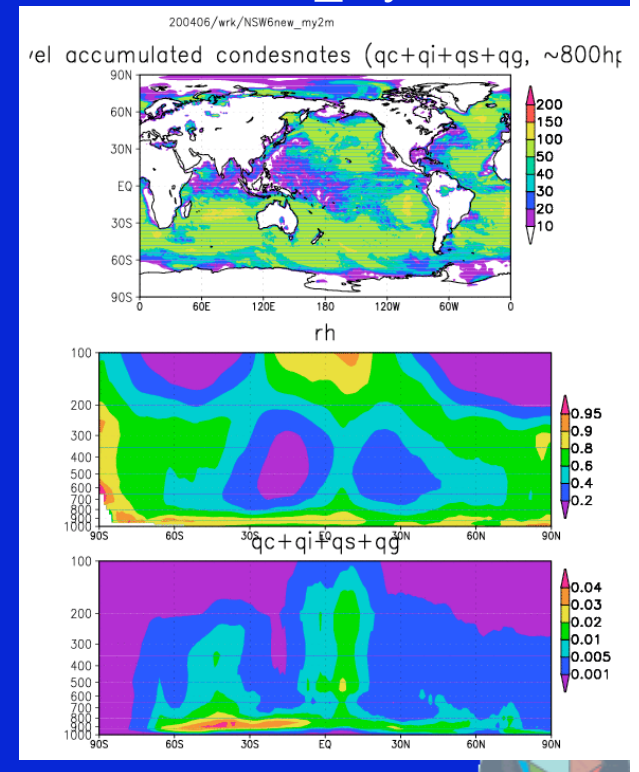 200406/wrk/NSW6new_my2m
vel accumulated condesnates (qc+qi+qs+qg, ~800hp
90N
60N
30N
EQ
30S
60S
90S
0 60E 120E 180 120W 60W 0
200
150
100
50
40
30
20
10
rh
100
200
300
400
500
600
700
800
900
1000
90S 60S 30S EQ 30N 60N 90N
0.95
0.9
0.8
0.6
0.4
0.2
qc+qi+qs+qg
100
200
300
400
500
600
700
800
900
1000
90S 60S 30S EQ 30N 60N 90N
0.04
0.03
0.02
0.01
0.005
0.001